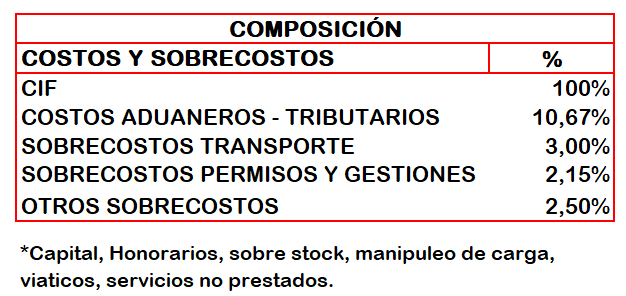 COMPOSICIÓN
COSTOS Y SOBRECOSTOS %
CIF 100%
COSTOS ADUANEROS - TRIBUTARIOS 10,67%
SOBRECOSTOS TRANSPORTE 3,00%
SOBRECOSTOS PERMISOS Y GESTIONES 2,15%
OTROS SOBRECOSTOS 2,50%
*Capital, Honorarios, sobre stock, manipuleo de carga,
viaticos, servicios no prestados.